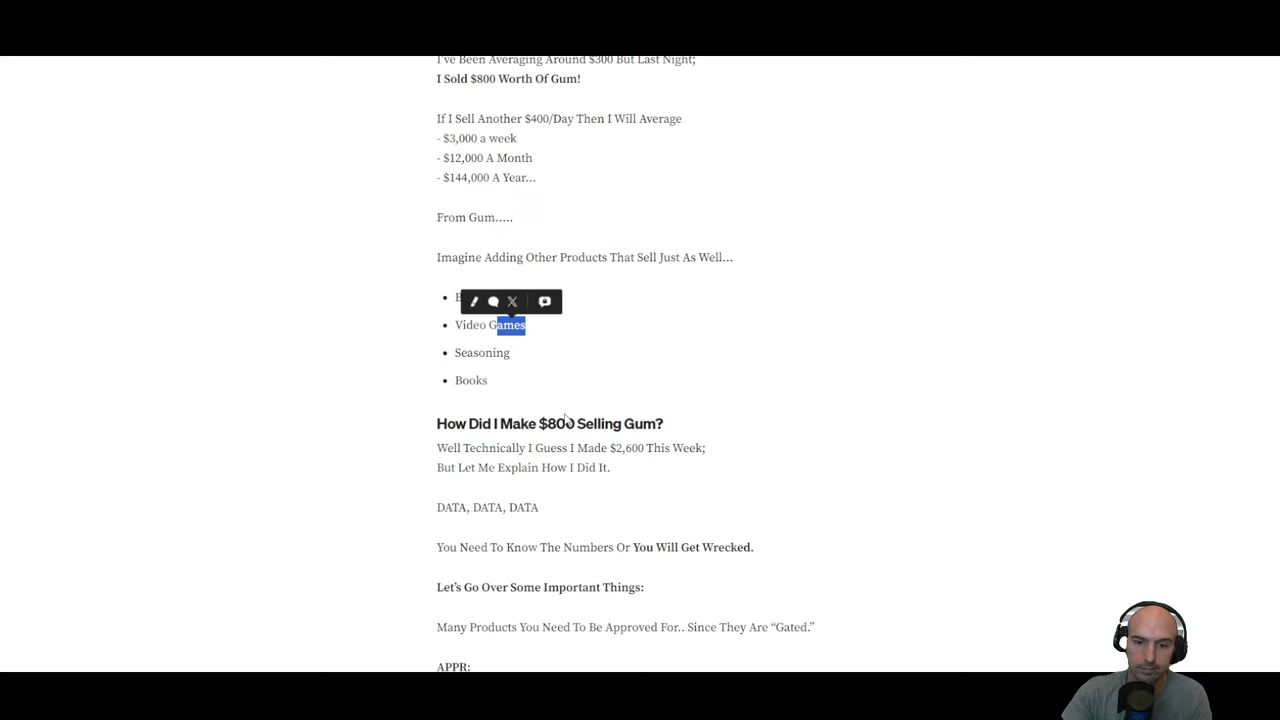 I've Been Averaging Around $300 But Last Night;
I Sold $800 Worth Of Gum!
If I Sell Another $400/Day Then I Will Average
- $3,000 a week
- $12,000 A Month
- $144,000 A Year...
From Gum.....
Imagine Adding Other Products That Sell Just As Well...
Video Games
Seasoning
Books
How Did I Make $800 Selling Gum?
Well Technically I Guess I Made $2,600 This Week;
But Let Me Explain How I Did It.
DATA, DATA, DATA
You Need To Know The Numbers Or You Will Get Wrecked.
Let's Go Over Some Important Things:
Many Products You Need To Be Approved For.. Since They Are “Gated.”
APPR: